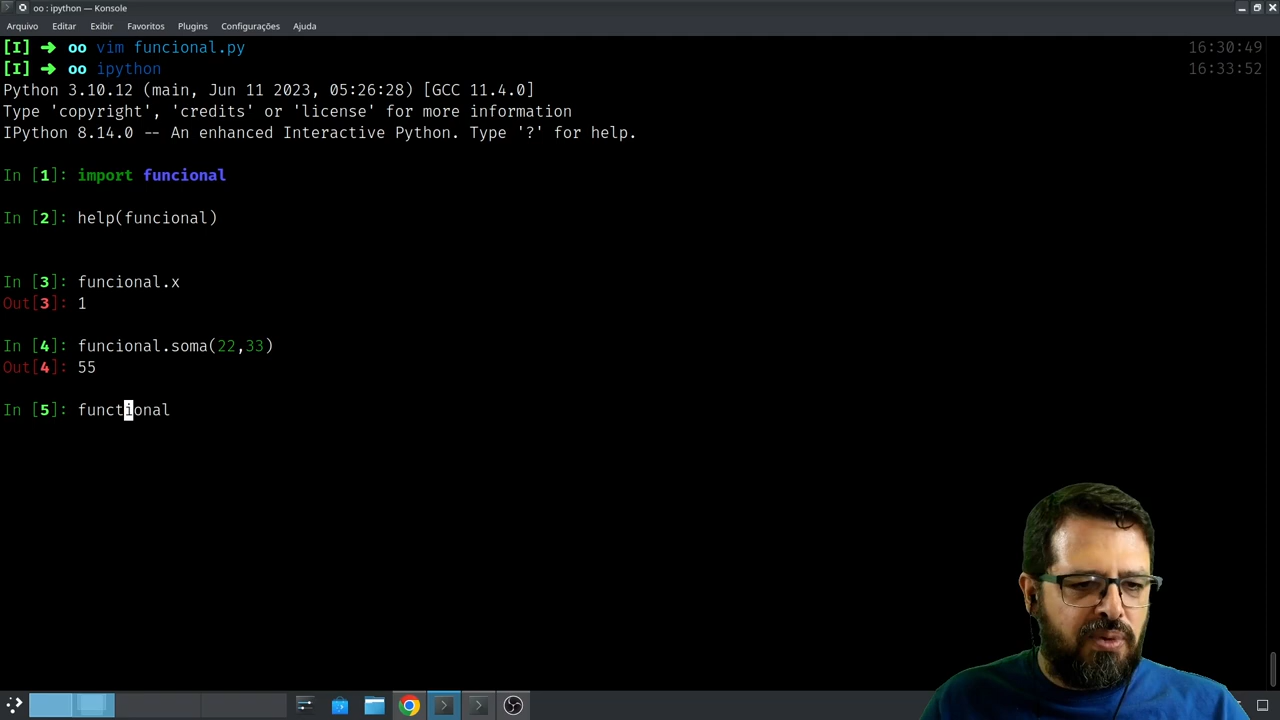 oo : ipython — Konsole
Arquivo Editar Exibir Favoritos Plugins Configurações Ajuda
[I] ➜ oo vim funcional.py 16:30:49
[I] ➜ oo ipython 16:33:52
Python 3.10.12 (main, Jun 11 2023, 05:26:28) [GCC 11.4.0]
Type 'copyright', 'credits' or 'license' for more information
IPython 8.14.0 -- An enhanced Interactive Python. Type '?' for help.
In [1]: import funcional
In [2]: help(funcional)
In [3]: funcional.x
Out[3]: 1
In [4]: funcional.soma(22,33)
Out[4]: 55
In [5]: functional